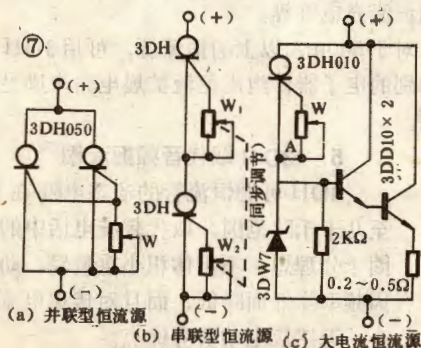 ⑦
(+)
3DH050
W
(−)
(a) 并联型恒流源
(+)
3DH
W₁
3DH
W₂
(同步调节)
(−)
(b) 串联型恒流源
(+)
3DH010
W
A
3DD10×2
3DW7
2KΩ
0.2~0.5Ω
(−)
(c) 大电流恒流源